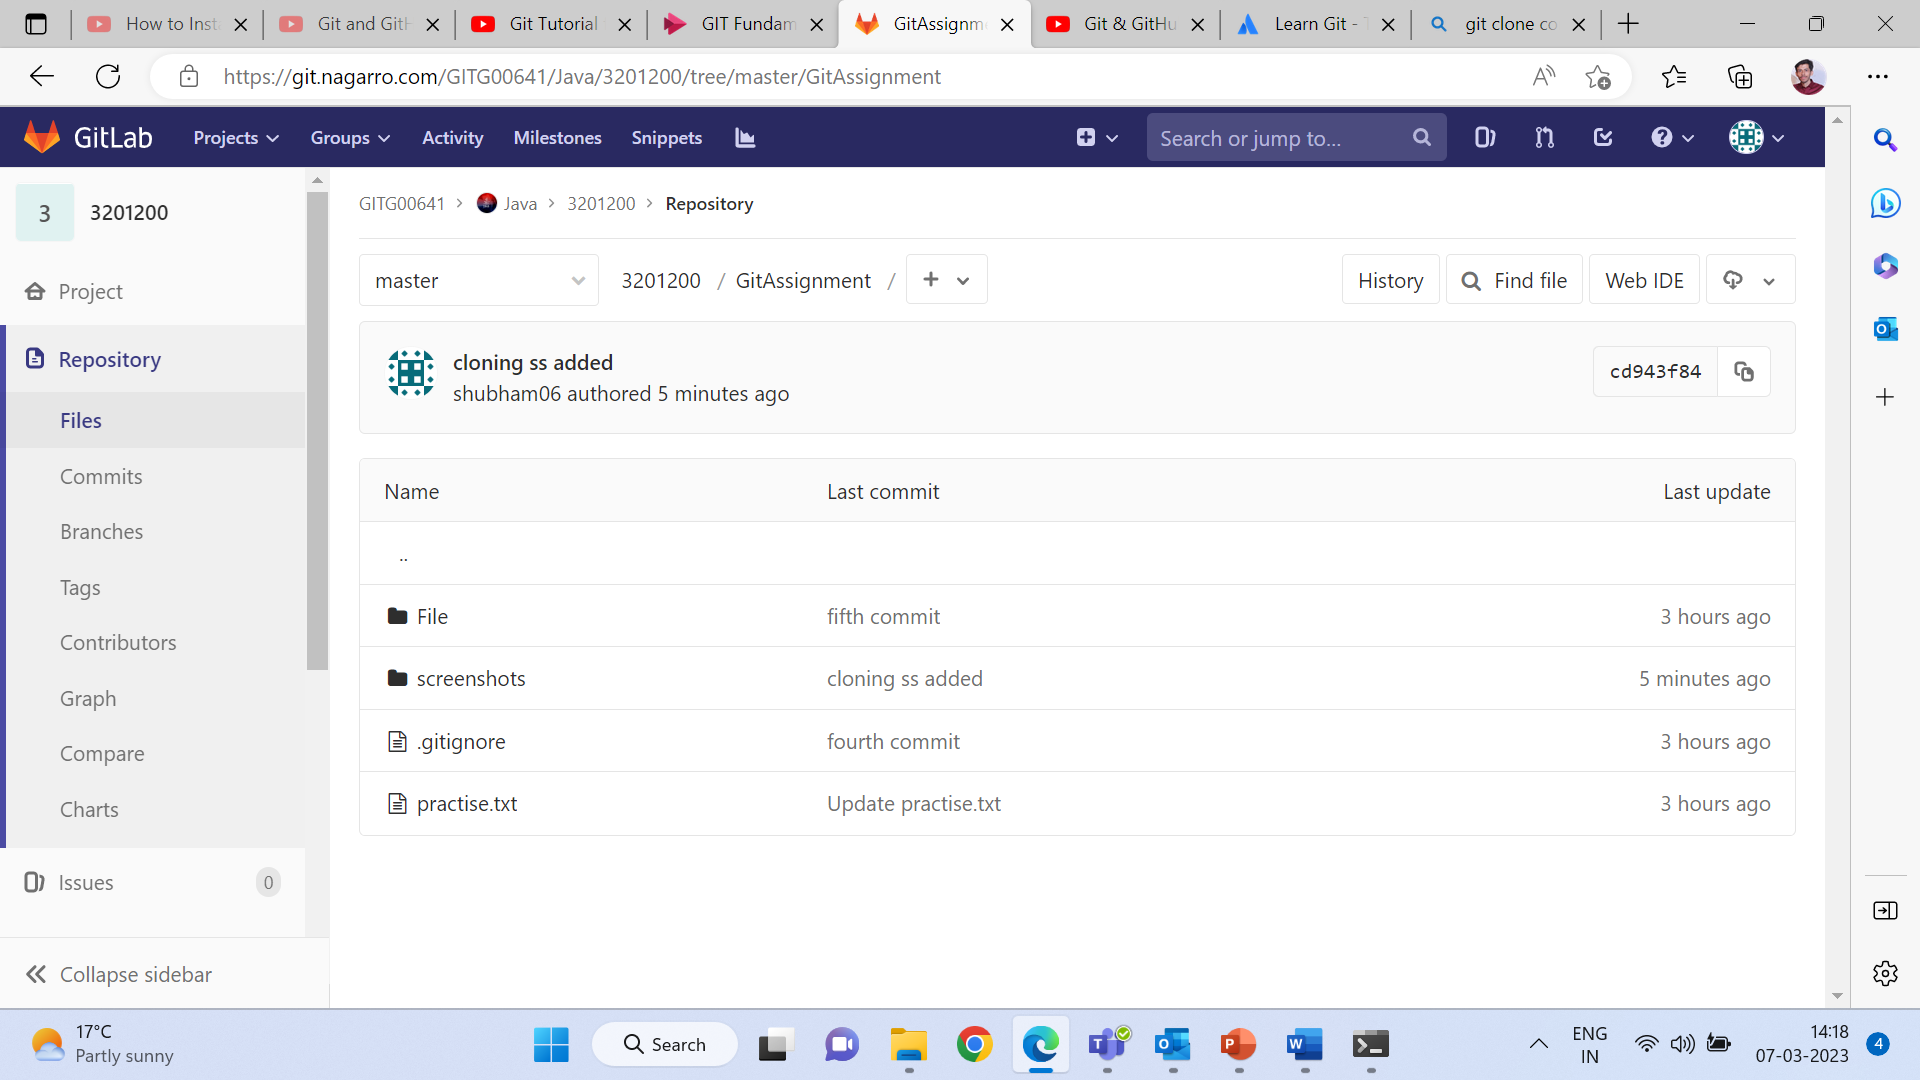 How to Inst
Git and GitH
Git Tutorial
GIT Fundam
GitAssignme
Git & GitHu
Learn Git - T
git clone co
https://git.nagarro.com/GITG00641/Java/3201200/tree/master/GitAssignment
GitLab
Projects
Groups
Activity
Milestones
Snippets
Search or jump to...
3
3201200
GITG00641 > Java > 3201200 > Repository
Project
master
3201200 / GitAssignment /
History
Find file
Web IDE
Repository
cloning ss added
shubham06 authored 5 minutes ago
cd943f84
Files
Commits
Branches
Tags
Contributors
Graph
Compare
Charts
Name Last commit Last update
..
File fifth commit 3 hours ago
screenshots cloning ss added 5 minutes ago
.gitignore fourth commit 3 hours ago
practise.txt Update practise.txt 3 hours ago
Issues 0
Collapse sidebar
17°C
Partly sunny
Search
ENG
IN
14:18
07-03-2023
4